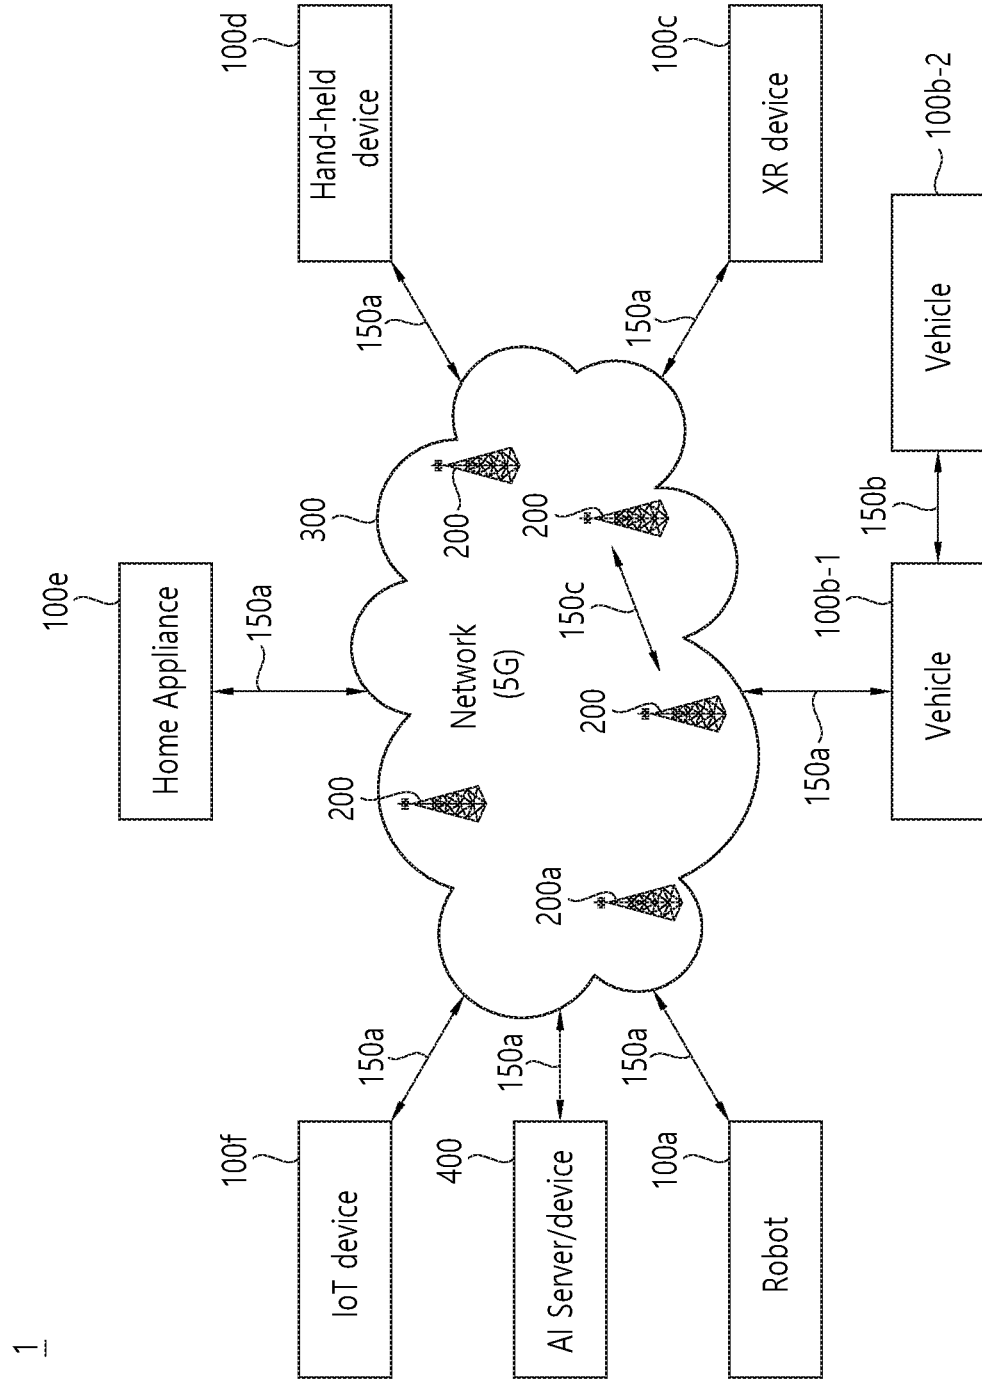 1
100e
Home Appliance
150a
100f
IoT device
150a
300
100d
Hand-held
device
150a
400
AI Server/device
150a
Network
(5G)
200
200
200a
200
150c
200
100a
Robot
150a
100c
XR device
150a
150a
100b-1
Vehicle
150b
100b-2
Vehicle